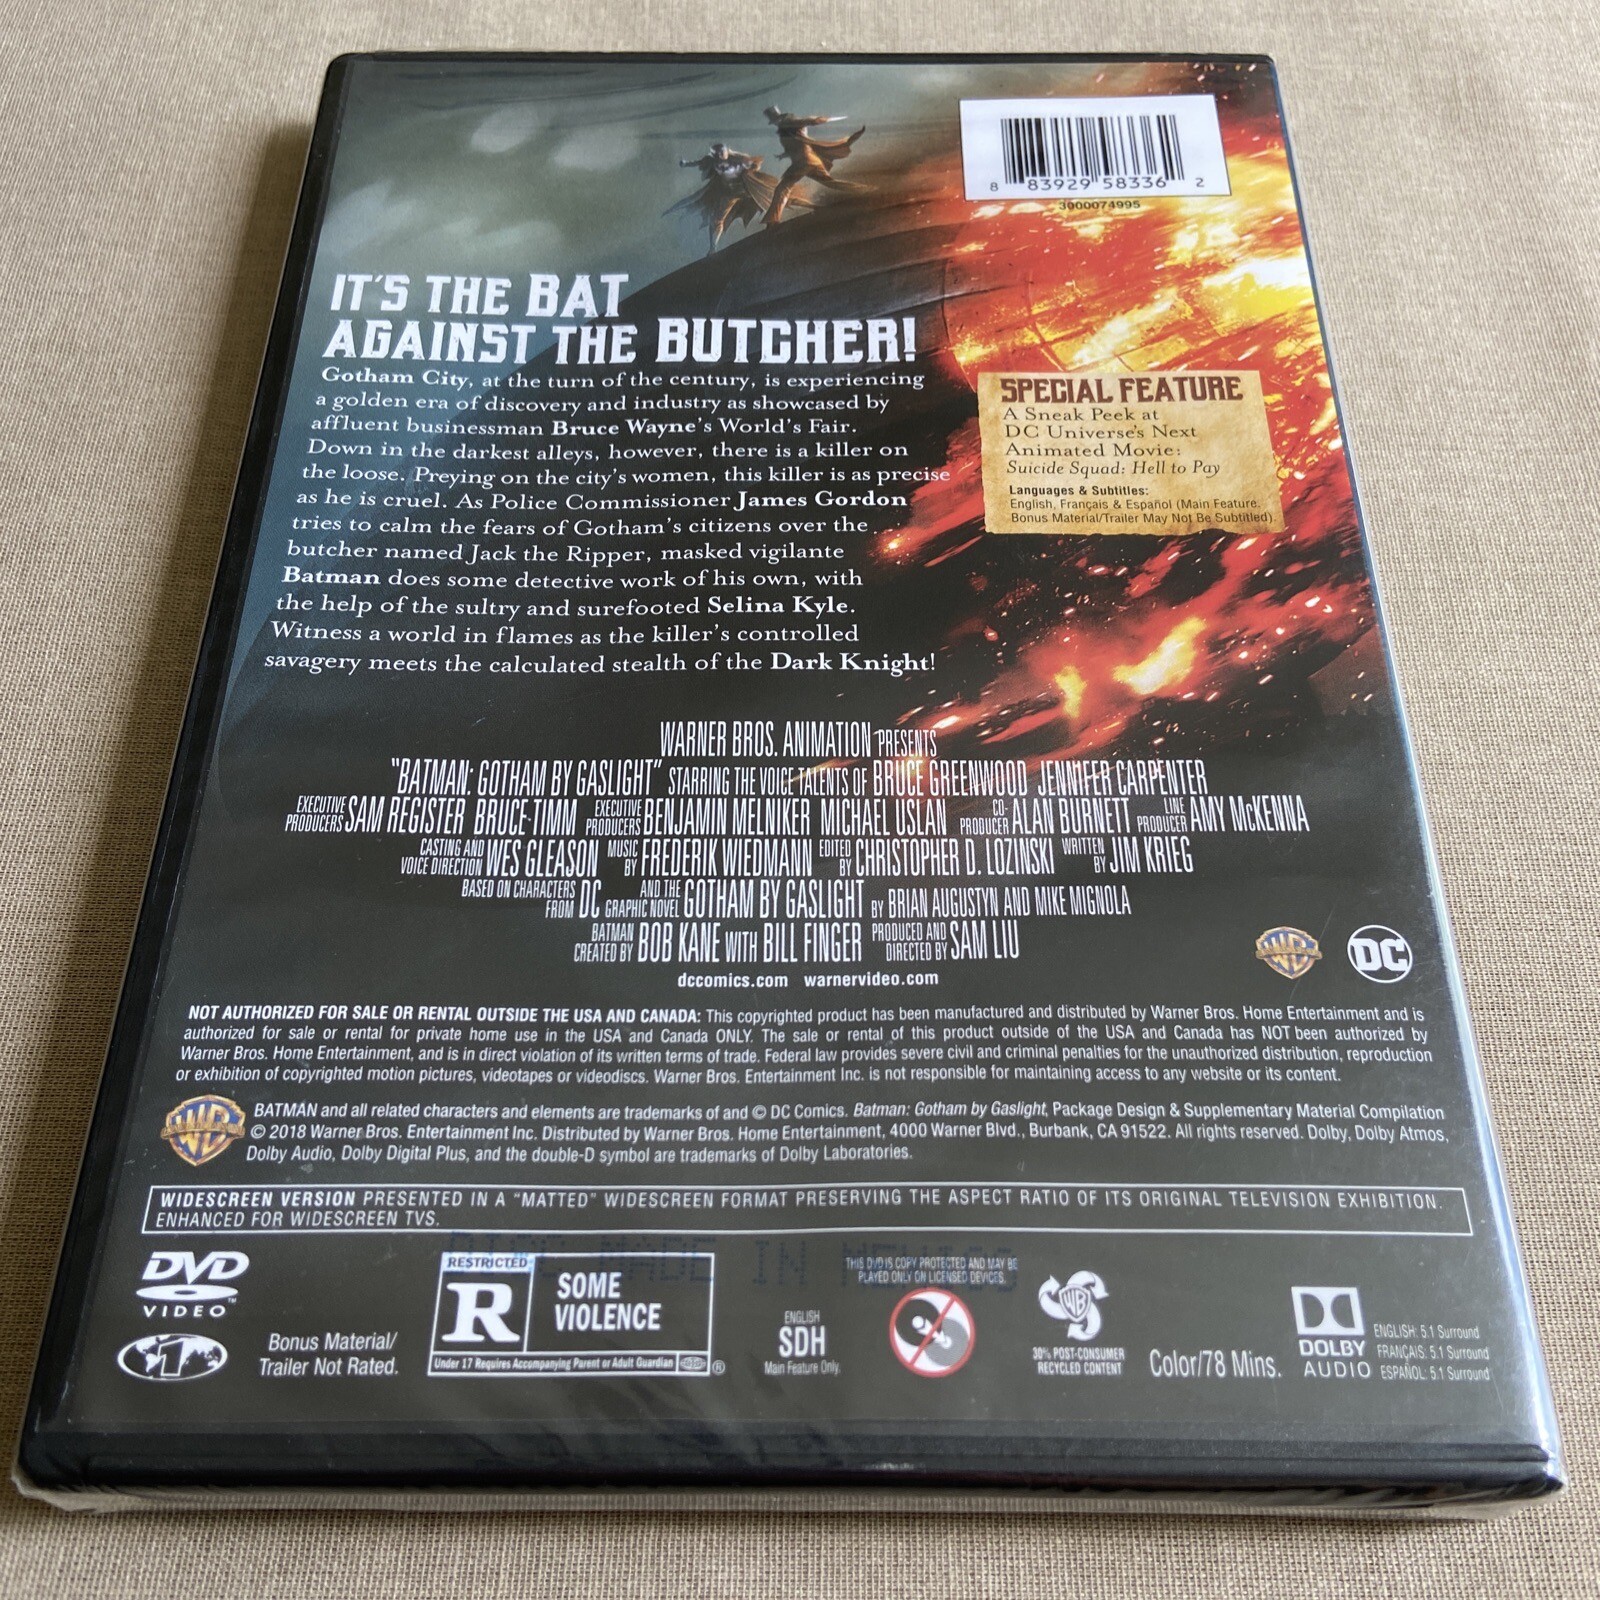 8 83929 58336 2
3000074995
IT'S THE BAT
AGAINST THE BUTCHER!
Gotham City, at the turn of the century, is experiencing
a golden era of discovery and industry as showcased by
affluent businessman Bruce Wayne's World's Fair.
Down in the darkest alleys, however, there is a killer on
the loose. Preying on the city's women, this killer is as precise
as he is cruel. As Police Commissioner James Gordon
tries to calm the fears of Gotham's citizens over the
butcher named Jack the Ripper, masked vigilante
Batman does some detective work of his own, with
the help of the sultry and surefooted Selina Kyle.
Witness a world in flames as the killer's controlled
savagery meets the calculated stealth of the Dark Knight!
SPECIAL FEATURE
A Sneak Peek at
DC Universe's Next
Animated Movie:
Suicide Squad: Hell to Pay
Languages & Subtitles:
English, Français & Español (Main Feature.
Bonus Material/Trailer May Not Be Subtitled).
WARNER BROS. ANIMATION PRESENTS
"BATMAN: GOTHAM BY GASLIGHT" STARRING THE VOICE TALENTS OF BRUCE GREENWOOD JENNIFER CARPENTER
EXECUTIVE PRODUCERS SAM REGISTER BRUCE TIMM EXECUTIVE PRODUCERS BENJAMIN MELNIKER MICHAEL USLAN CO-PRODUCER ALAN BURNETT LINE PRODUCER AMY McKENNA
CASTING AND VOICE DIRECTION WES GLEASON MUSIC BY FREDERIK WIEDMANN EDITED BY CHRISTOPHER D. LOZINSKI WRITTEN BY JIM KRIEG
BASED ON CHARACTERS FROM DC AND THE GRAPHIC NOVEL GOTHAM BY GASLIGHT BY BRIAN AUGUSTYN AND MIKE MIGNOLA
BATMAN CREATED BY BOB KANE WITH BILL FINGER PRODUCED AND DIRECTED BY SAM LIU
WB DC
dccomics.com warnervideo.com
NOT AUTHORIZED FOR SALE OR RENTAL OUTSIDE THE USA AND CANADA: This copyrighted product has been manufactured and distributed by Warner Bros. Home Entertainment and is
authorized for sale or rental for private home use in the USA and Canada ONLY. The sale or rental of this product outside of the USA and Canada has NOT been authorized by
Warner Bros. Home Entertainment, and is in direct violation of its written terms of trade. Federal law provides severe civil and criminal penalties for the unauthorized distribution, reproduction
or exhibition of copyrighted motion pictures, videotapes or videodiscs. Warner Bros. Entertainment Inc. is not responsible for maintaining access to any website or its content.
WB
BATMAN and all related characters and elements are trademarks of and © DC Comics. Batman: Gotham by Gaslight, Package Design & Supplementary Material Compilation
© 2018 Warner Bros. Entertainment Inc. Distributed by Warner Bros. Home Entertainment, 4000 Warner Blvd., Burbank, CA 91522. All rights reserved. Dolby, Dolby Atmos,
Dolby Audio, Dolby Digital Plus, and the double-D symbol are trademarks of Dolby Laboratories.
WIDESCREEN VERSION PRESENTED IN A "MATTED" WIDESCREEN FORMAT PRESERVING THE ASPECT RATIO OF ITS ORIGINAL TELEVISION EXHIBITION.
ENHANCED FOR WIDESCREEN TVS.
DISC MADE IN MEXICO
DVD
VIDEO™
1
Bonus Material/
Trailer Not Rated.
RESTRICTED
R
SOME
VIOLENCE
Under 17 Requires Accompanying Parent or Adult Guardian ®
ENGLISH
SDH
Main Feature Only.
THIS DVD IS COPY PROTECTED AND MAY BE
PLAYED ONLY ON LICENSED DEVICES.
WB
30% POST-CONSUMER
RECYCLED CONTENT
Color/78 Mins.
DOLBY
AUDIO
ENGLISH: 5.1 Surround
FRANÇAIS: 5.1 Surround
ESPAÑOL: 5.1 Surround